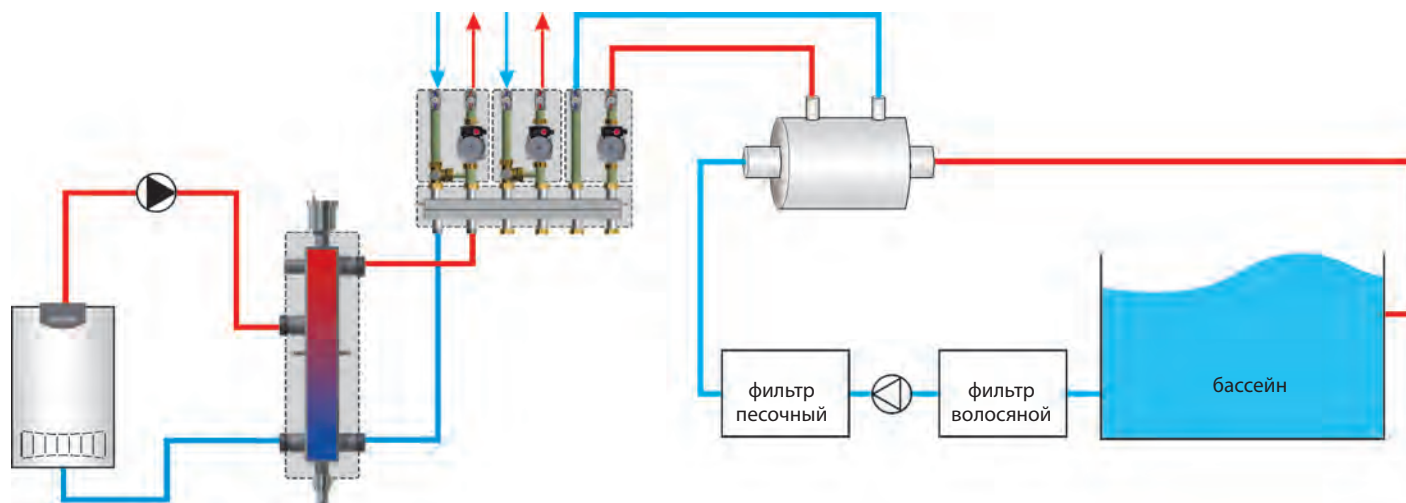 фильтр
песочный
фильтр
волосяной
бассейн